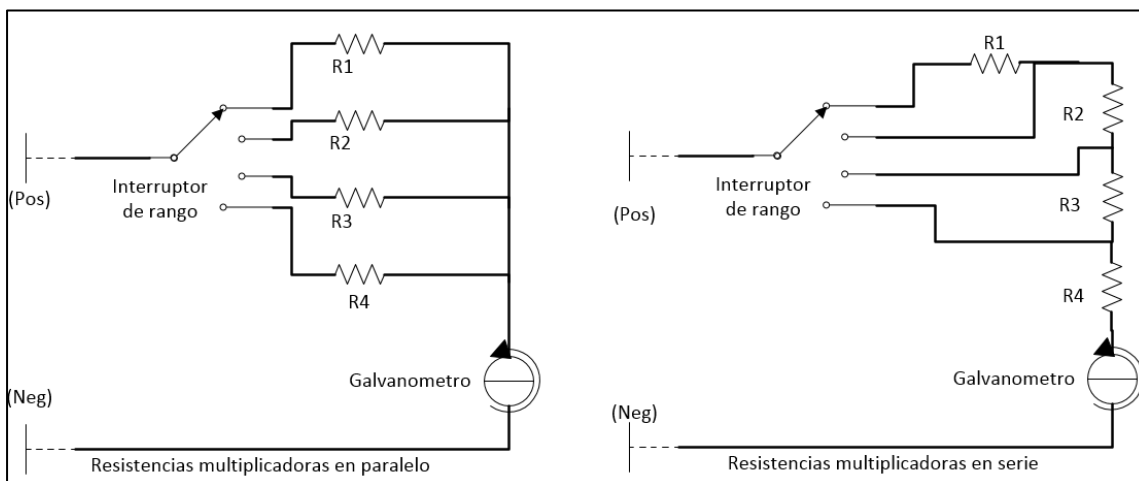 R1
R2
Interruptor
de rango
(Pos)
R3
R4
Galvanometro
(Neg)
Resistencias multiplicadoras en paralelo
R1
R2
Interruptor
de rango
(Pos)
R3
R4
Galvanometro
(Neg)
Resistencias multiplicadoras en serie